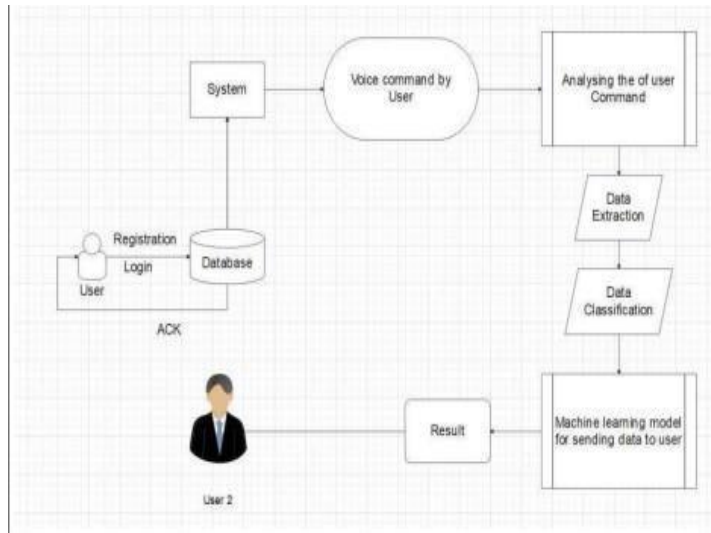 System
Voice command by
User
Analysing the of user
Command
Data
Extraction
Registration
Login
Database
User
ACK
Data
Classification
Machine learning model
for sending data to user
Result
User 2